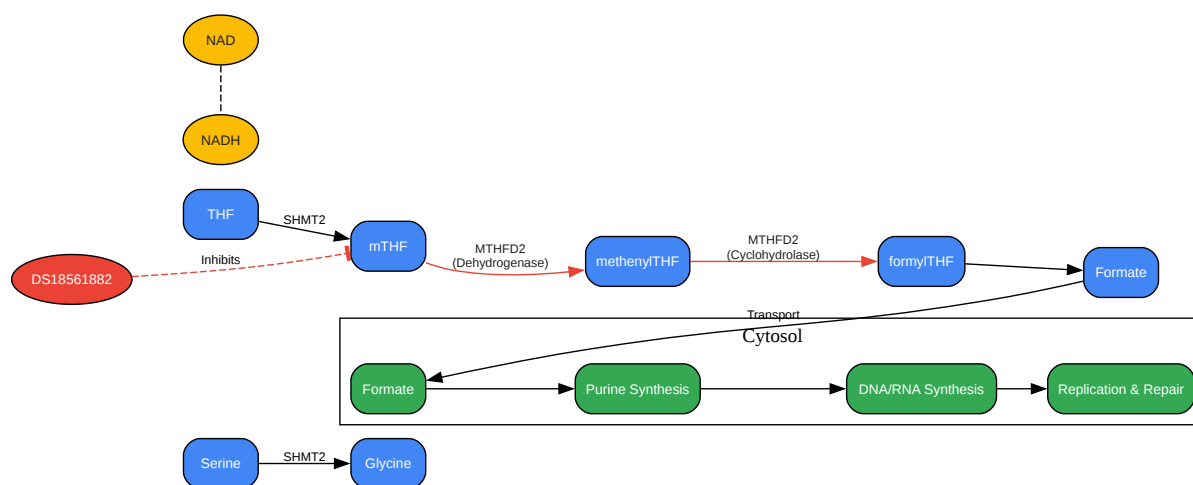 NAD
NADH
THF
SHMT2
mTHF
MTHFD2
(Dehydrogenase)
methenylTHF
MTHFD2
(Cyclohydrolase)
formylTHF
Formate
DS18561882
Inhibits
Transport
Cytosol
Formate
Purine Synthesis
DNA/RNA Synthesis
Replication & Repair
Serine
SHMT2
Glycine